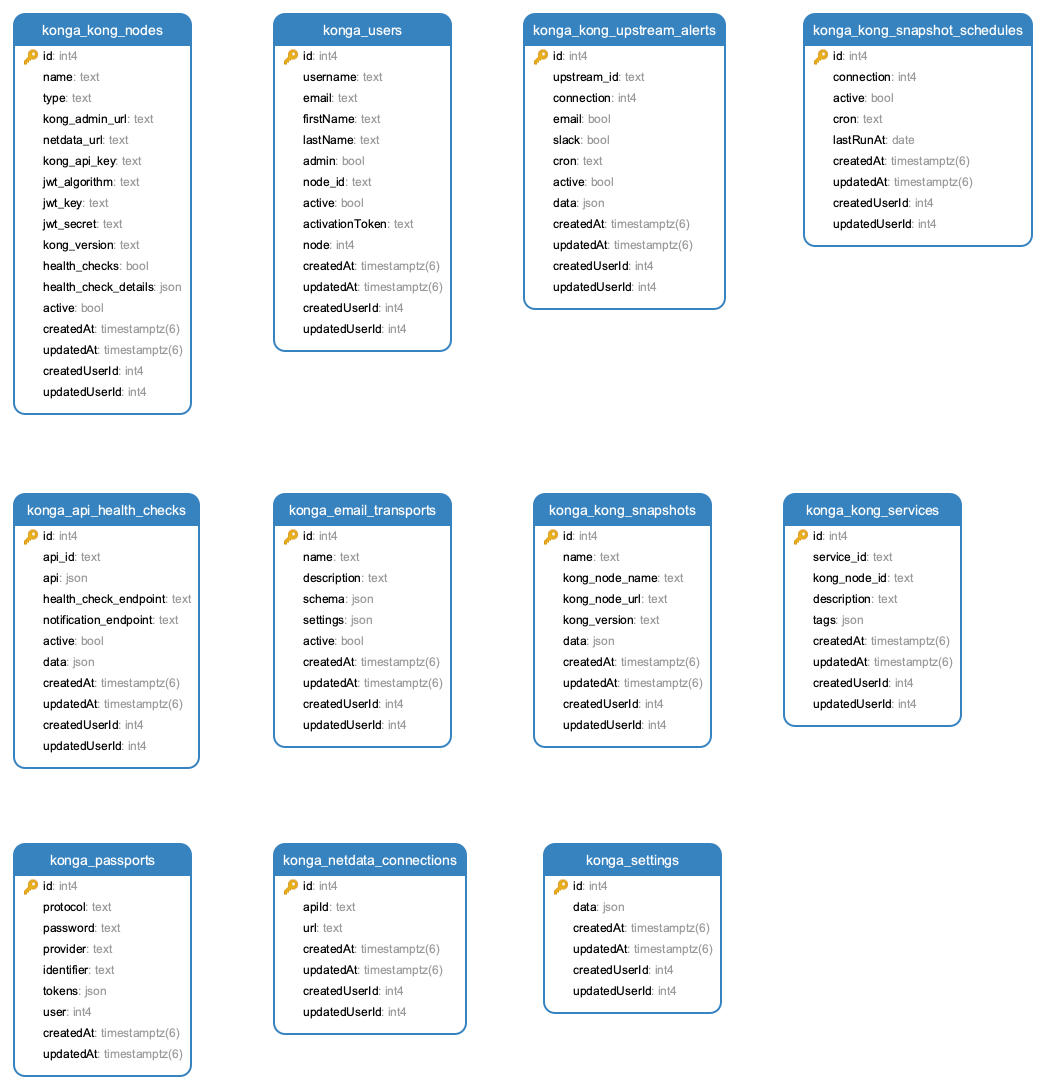 konga_kong_nodes
id: int4
name: text
type: text
kong_admin_url: text
netdata_url: text
kong_api_key: text
jwt_algorithm: text
jwt_key: text
jwt_secret: text
kong_version: text
health_checks: bool
health_check_details: json
active: bool
createdAt: timestamptz(6)
updatedAt: timestamptz(6)
createdUserId: int4
updatedUserId: int4
konga_users
id: int4
username: text
email: text
firstName: text
lastName: text
admin: bool
node_id: text
active: bool
activationToken: text
node: int4
createdAt: timestamptz(6)
updatedAt: timestamptz(6)
createdUserId: int4
updatedUserId: int4
konga_kong_upstream_alerts
id: int4
upstream_id: text
connection: int4
email: bool
slack: bool
cron: text
active: bool
data: json
createdAt: timestamptz(6)
updatedAt: timestamptz(6)
createdUserId: int4
updatedUserId: int4
konga_kong_snapshot_schedules
id: int4
connection: int4
active: bool
cron: text
lastRunAt: date
createdAt: timestamptz(6)
updatedAt: timestamptz(6)
createdUserId: int4
updatedUserId: int4
konga_api_health_checks
id: int4
api_id: text
api: json
health_check_endpoint: text
notification_endpoint: text
active: bool
data: json
createdAt: timestamptz(6)
updatedAt: timestamptz(6)
createdUserId: int4
updatedUserId: int4
konga_email_transports
id: int4
name: text
description: text
schema: json
settings: json
active: bool
createdAt: timestamptz(6)
updatedAt: timestamptz(6)
createdUserId: int4
updatedUserId: int4
konga_kong_snapshots
id: int4
name: text
kong_node_name: text
kong_node_url: text
kong_version: text
data: json
createdAt: timestamptz(6)
updatedAt: timestamptz(6)
createdUserId: int4
updatedUserId: int4
konga_kong_services
id: int4
service_id: text
kong_node_id: text
description: text
tags: json
createdAt: timestamptz(6)
updatedAt: timestamptz(6)
createdUserId: int4
updatedUserId: int4
konga_passports
id: int4
protocol: text
password: text
provider: text
identifier: text
tokens: json
user: int4
createdAt: timestamptz(6)
updatedAt: timestamptz(6)
konga_netdata_connections
id: int4
apiId: text
url: text
createdAt: timestamptz(6)
updatedAt: timestamptz(6)
createdUserId: int4
updatedUserId: int4
konga_settings
id: int4
data: json
createdAt: timestamptz(6)
updatedAt: timestamptz(6)
createdUserId: int4
updatedUserId: int4